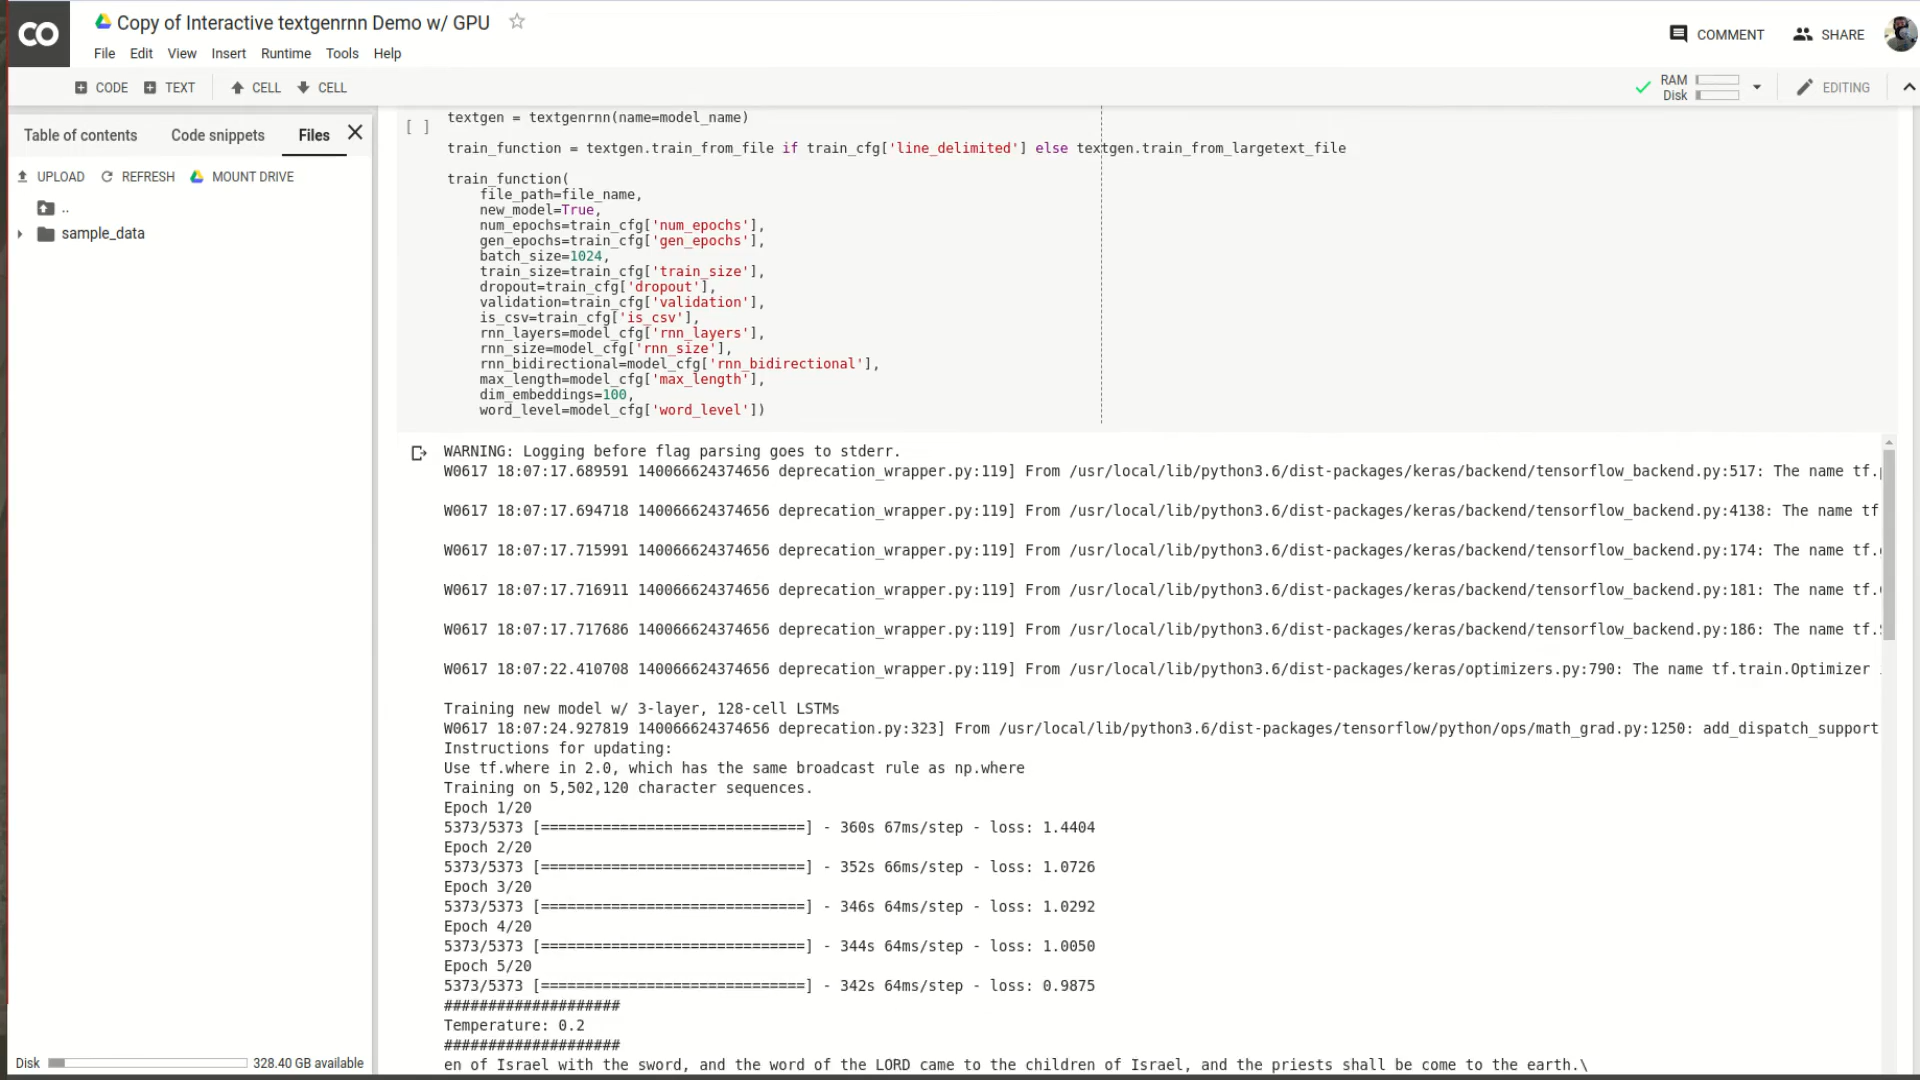 CO
Copy of Interactive textgenrnn Demo w/ GPU
File Edit View Insert Runtime Tools Help
COMMENT SHARE
CODE TEXT CELL CELL
RAM
Disk
EDITING
Table of contents Code snippets Files
UPLOAD REFRESH MOUNT DRIVE
..
sample_data
Disk 328.40 GB available
[ ]
textgen = textgenrnn(name=model_name)
train_function = textgen.train_from_file if train_cfg['line_delimited'] else textgen.train_from_largetext_file
train_function(
file_path=file_name,
new_model=True,
num_epochs=train_cfg['num_epochs'],
gen_epochs=train_cfg['gen_epochs'],
batch_size=1024,
train_size=train_cfg['train_size'],
dropout=train_cfg['dropout'],
validation=train_cfg['validation'],
is_csv=train_cfg['is_csv'],
rnn_layers=model_cfg['rnn_layers'],
rnn_size=model_cfg['rnn_size'],
rnn_bidirectional=model_cfg['rnn_bidirectional'],
max_length=model_cfg['max_length'],
dim_embeddings=100,
word_level=model_cfg['word_level'])
WARNING: Logging before flag parsing goes to stderr.
W0617 18:07:17.689591 140066624374656 deprecation_wrapper.py:119] From /usr/local/lib/python3.6/dist-packages/keras/backend/tensorflow_backend.py:517: The name tf.
W0617 18:07:17.694718 140066624374656 deprecation_wrapper.py:119] From /usr/local/lib/python3.6/dist-packages/keras/backend/tensorflow_backend.py:4138: The name tf
W0617 18:07:17.715991 140066624374656 deprecation_wrapper.py:119] From /usr/local/lib/python3.6/dist-packages/keras/backend/tensorflow_backend.py:174: The name tf.
W0617 18:07:17.716911 140066624374656 deprecation_wrapper.py:119] From /usr/local/lib/python3.6/dist-packages/keras/backend/tensorflow_backend.py:181: The name tf.
W0617 18:07:17.717686 140066624374656 deprecation_wrapper.py:119] From /usr/local/lib/python3.6/dist-packages/keras/backend/tensorflow_backend.py:186: The name tf.
W0617 18:07:22.410708 140066624374656 deprecation_wrapper.py:119] From /usr/local/lib/python3.6/dist-packages/keras/optimizers.py:790: The name tf.train.Optimizer
Training new model w/ 3-layer, 128-cell LSTMs
W0617 18:07:24.927819 140066624374656 deprecation.py:323] From /usr/local/lib/python3.6/dist-packages/tensorflow/python/ops/math_grad.py:1250: add_dispatch_support
Instructions for updating:
Use tf.where in 2.0, which has the same broadcast rule as np.where
Training on 5,502,120 character sequences.
Epoch 1/20
5373/5373 [==============================] - 360s 67ms/step - loss: 1.4404
Epoch 2/20
5373/5373 [==============================] - 352s 66ms/step - loss: 1.0726
Epoch 3/20
5373/5373 [==============================] - 346s 64ms/step - loss: 1.0292
Epoch 4/20
5373/5373 [==============================] - 344s 64ms/step - loss: 1.0050
Epoch 5/20
5373/5373 [==============================] - 342s 64ms/step - loss: 0.9875
####################
Temperature: 0.2
####################
en of Israel with the sword, and the word of the LORD came to the children of Israel, and the priests shall be come to the earth.\